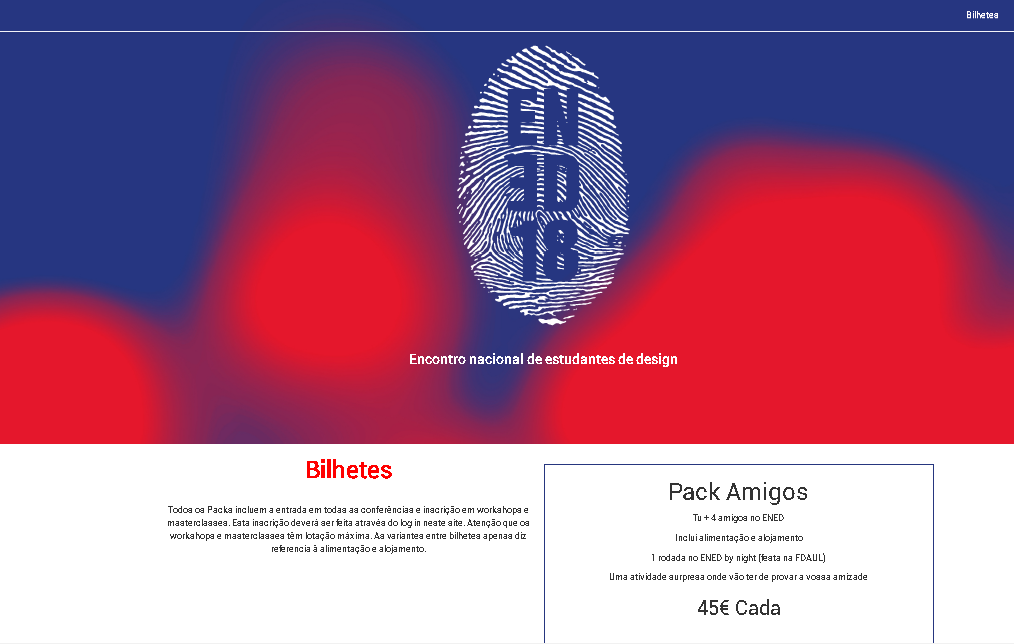 Bilhetes
EN
ED
18
Encontro nacional de estudantes de design
Bilhetes
Todos os Packs incluem a entrada em todas as conferências e inscrição em workshops e
masterclasses. Esta inscrição deverá ser feita através do log in neste site. Atenção que os
workshops e masterclasses têm lotação máxima. As variantes entre bilhetes apenas diz
referencia à alimentação e alojamento.
Pack Amigos
Tu + 4 amigos no ENED
Inclui alimentação e alojamento
1 rodada no ENED by night (festa na FDAUL)
Uma atividade surpresa onde vão ter de provar a vossa amizade
45€ Cada